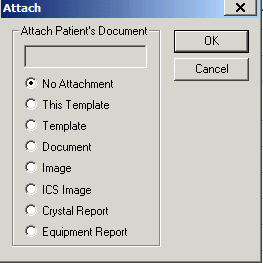 Attach
Attach Patient's Document
OK
Cancel
No Attachment
This Template
Template
Document
Image
ICS Image
Crystal Report
Equipment Report